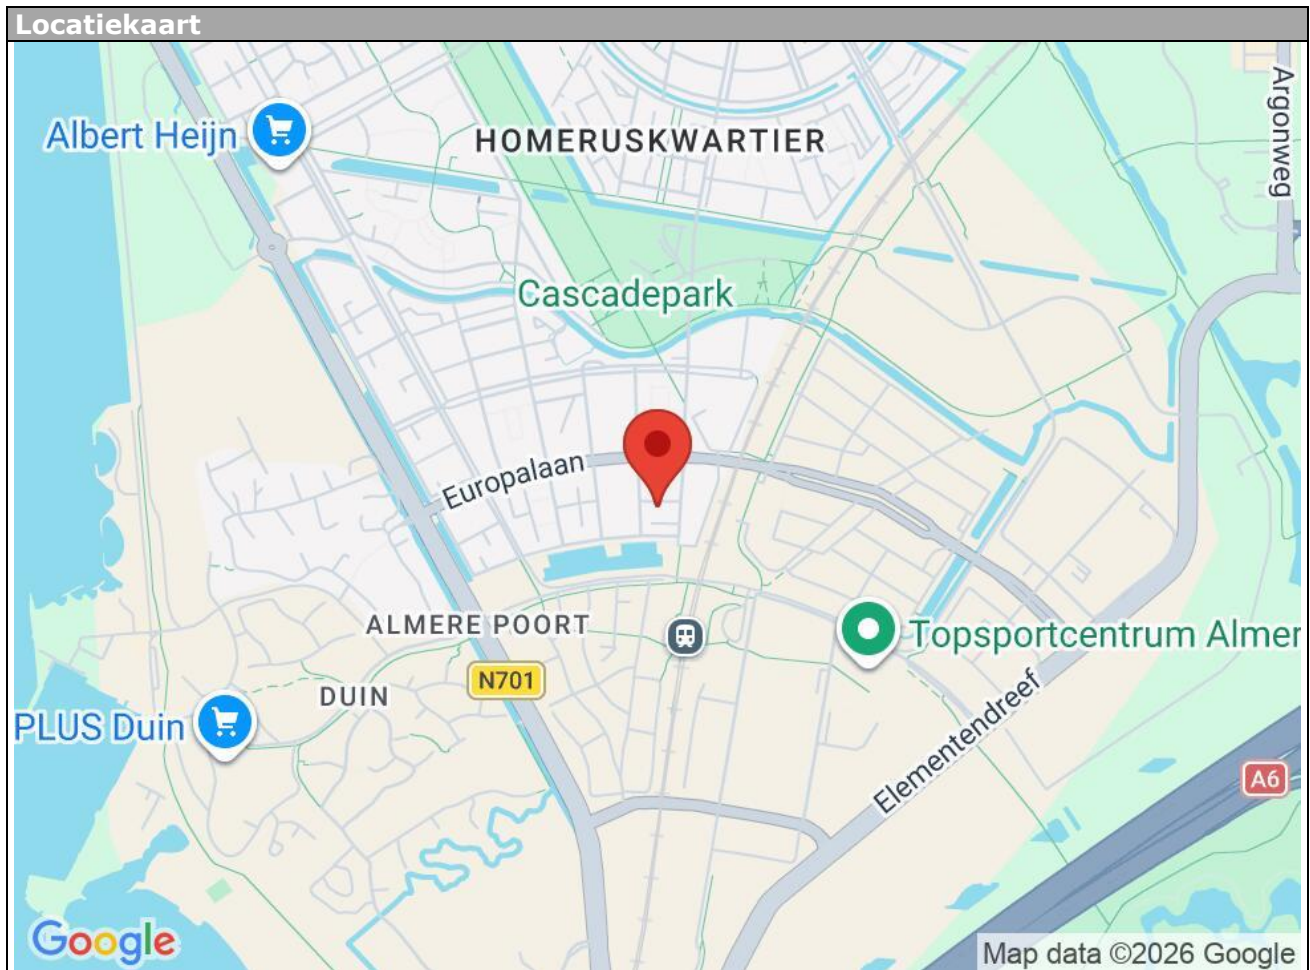 Locatiekaart
Argonweg
Albert Heijn
HOMERUSKWARTIER
Cascadepark
Europalaan
ALMERE POORT
Topsportcentrum Almer
N701
DUIN
PLUS Duin
Elementendreef
A6
Google
Map data ©2026 Google